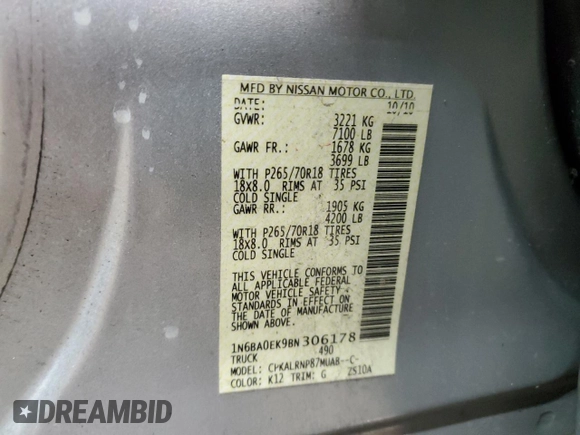 MFD BY NISSAN MOTOR CO., LTD.
DATE: 10/10
GVWR: 3221 KG
7100 LB
GAWR FR.: 1678 KG
3699 LB
WITH P265/70R18 TIRES
18X8.0 RIMS AT 35 PSI
COLD SINGLE
GAWR RR.: 1905 KG
4200 LB
WITH P265/70R18 TIRES
18X8.0 RIMS AT 35 PSI
COLD SINGLE
THIS VEHICLE CONFORMS TO
ALL APPLICABLE FEDERAL
MOTOR VEHICLE SAFETY
STANDARDS IN EFFECT ON
THE DATE OF MANUFACTURE
SHOWN ABOVE.
1N6BA0EK9BN306178
TRUCK 490
MODEL: CPKALRNP87MUAB--C-
COLOR: K12 TRIM: G ZS10A
DREAMBID